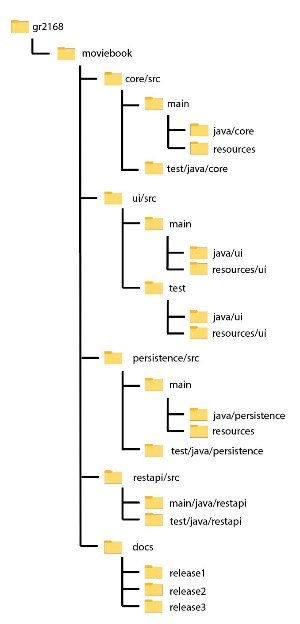 gr2168
moviebook
core/src
main
java/core
resources
test/java/core
ui/src
main
java/ui
resources/ui
test
java/ui
resources/ui
persistence/src
main
java/persistence
resources
test/java/persistence
restapi/src
main/java/restapi
test/java/restapi
docs
release1
release2
release3